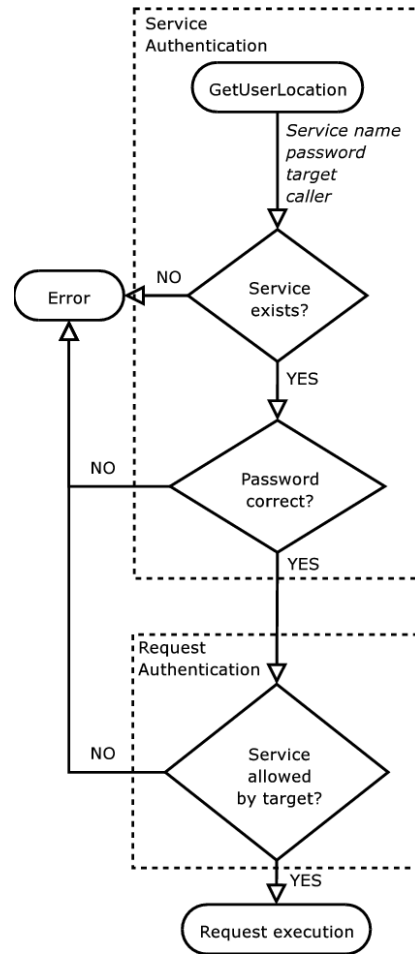 Service
Authentication
GetUserLocation
Service name
password
target
caller
NO
Error
Service
exists?
YES
NO
Password
correct?
YES
Request
Authentication
NO
Service
allowed
by target?
YES
Request execution